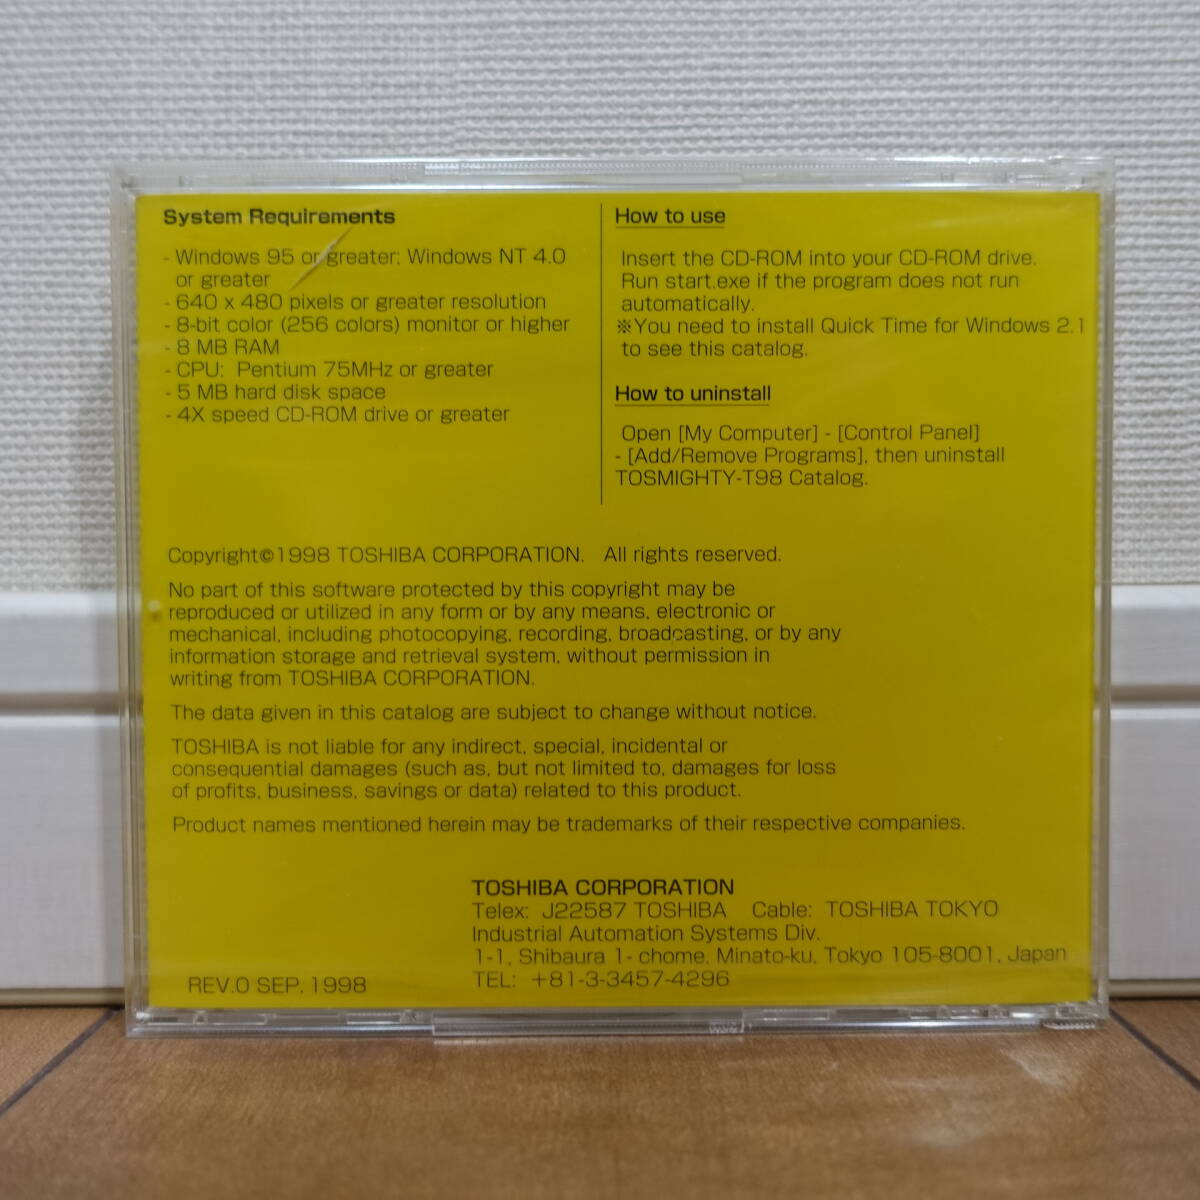 System Requirements
- Windows 95 or greater; Windows NT 4.0
or greater
- 640 x 480 pixels or greater resolution
- 8-bit color (256 colors) monitor or higher
- 8 MB RAM
- CPU: Pentium 75MHz or greater
- 5 MB hard disk space
- 4X speed CD-ROM drive or greater
How to use
Insert the CD-ROM into your CD-ROM drive.
Run start.exe if the program does not run
automatically.
※You need to install Quick Time for Windows 2.1
to see this catalog.
How to uninstall
Open [My Computer] - [Control Panel]
- [Add/Remove Programs], then uninstall
TOSMIGHTY-T98 Catalog.
Copyright©1998 TOSHIBA CORPORATION. All rights reserved.
No part of this software protected by this copyright may be
reproduced or utilized in any form or by any means, electronic or
mechanical, including photocopying, recording, broadcasting, or by any
information storage and retrieval system, without permission in
writing from TOSHIBA CORPORATION.
The data given in this catalog are subject to change without notice.
TOSHIBA is not liable for any indirect, special, incidental or
consequential damages (such as, but not limited to, damages for loss
of profits, business, savings or data) related to this product.
Product names mentioned herein may be trademarks of their respective companies.
TOSHIBA CORPORATION
Telex: J22587 TOSHIBA Cable: TOSHIBA TOKYO
Industrial Automation Systems Div.
1-1, Shibaura 1- chome, Minato-ku, Tokyo 105-8001, Japan
TEL: +81-3-3457-4296
REV.0 SEP. 1998